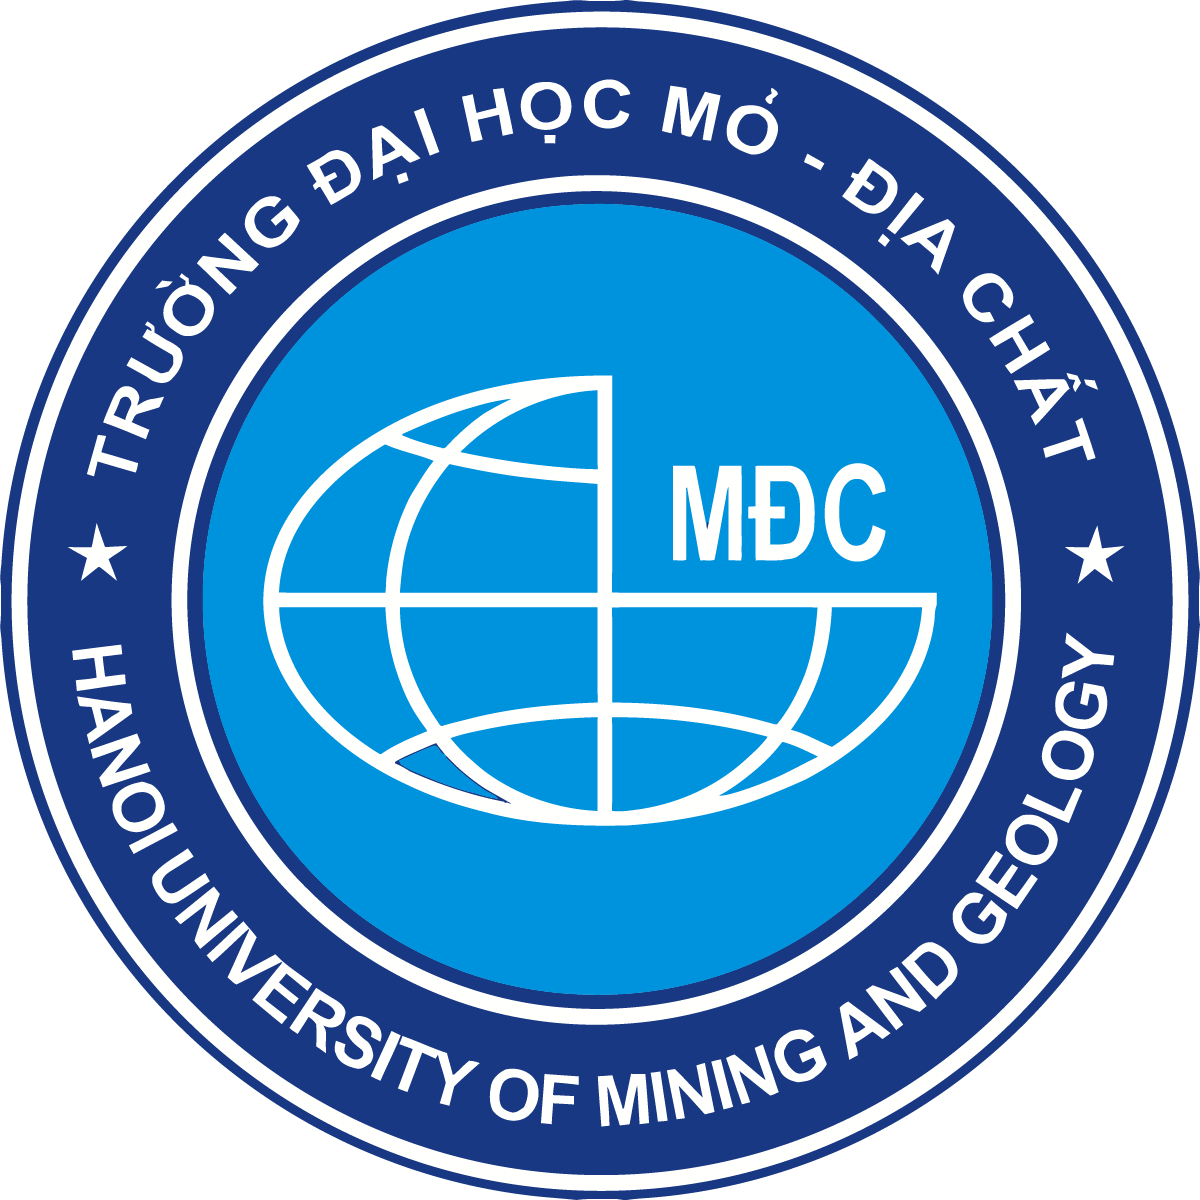 TRƯỜNG ĐẠI HỌC MỎ - ĐỊA CHẤT
MĐC
HANOI UNIVERSITY OF MINING AND GEOLOGY